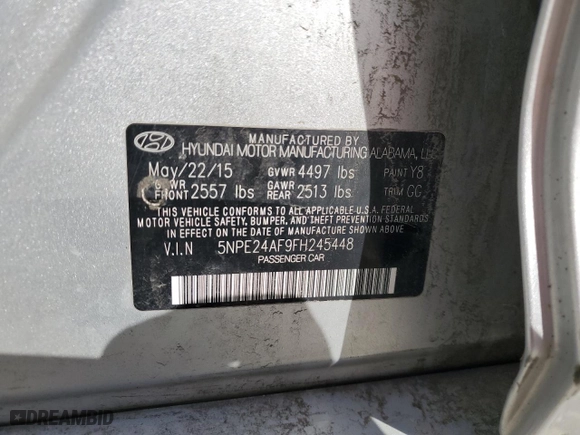 MANUFACTURED BY
HYUNDAI MOTOR MANUFACTURING ALABAMA, LLC
May/22/15 GVWR 4497 lbs PAINT Y8
GAWR FRONT 2557 lbs GAWR REAR 2513 lbs TRIM GG
THIS VEHICLE CONFORMS TO ALL APPLICABLE U.S.A. FEDERAL
MOTOR VEHICLE SAFETY, BUMPER, AND THEFT PREVENTION STANDARDS
IN EFFECT ON THE DATE OF MANUFACTURE SHOWN ABOVE.
V.I.N 5NPE24AF9FH245448
PASSENGER CAR
DREAMBID